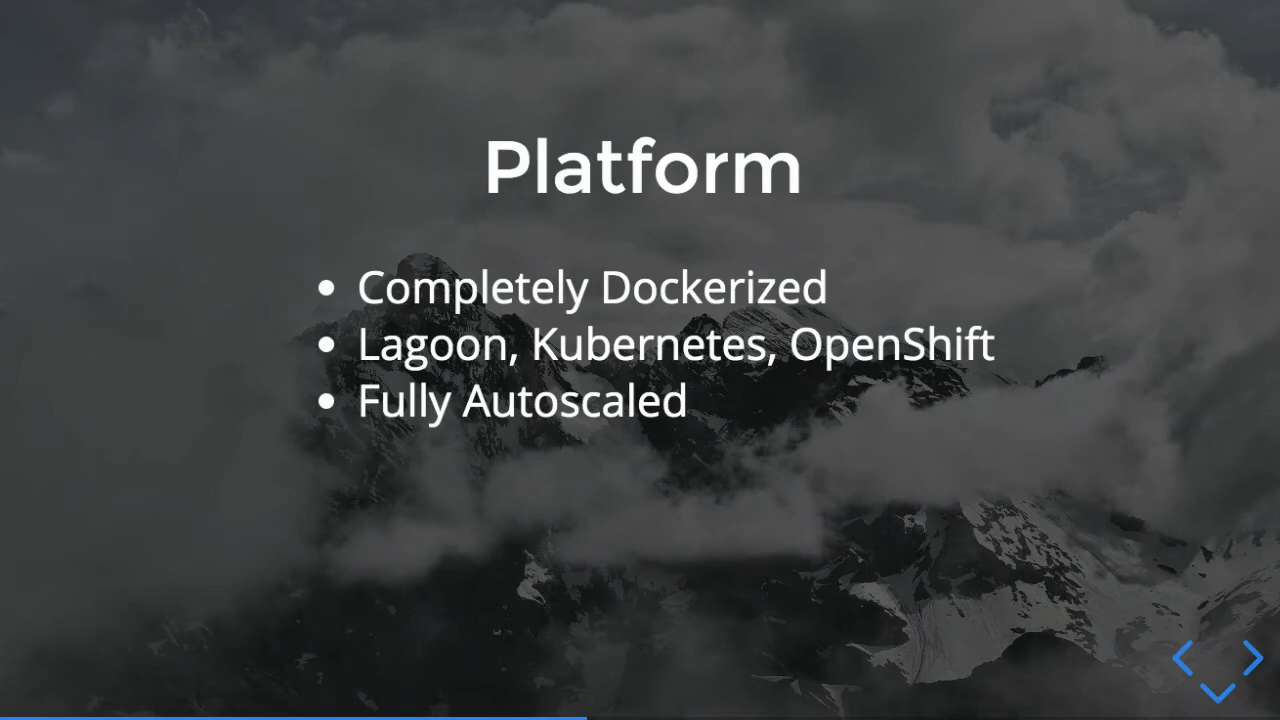 Platform
Completely Dockerized
Lagoon, Kubernetes, OpenShift
Fully Autoscaled